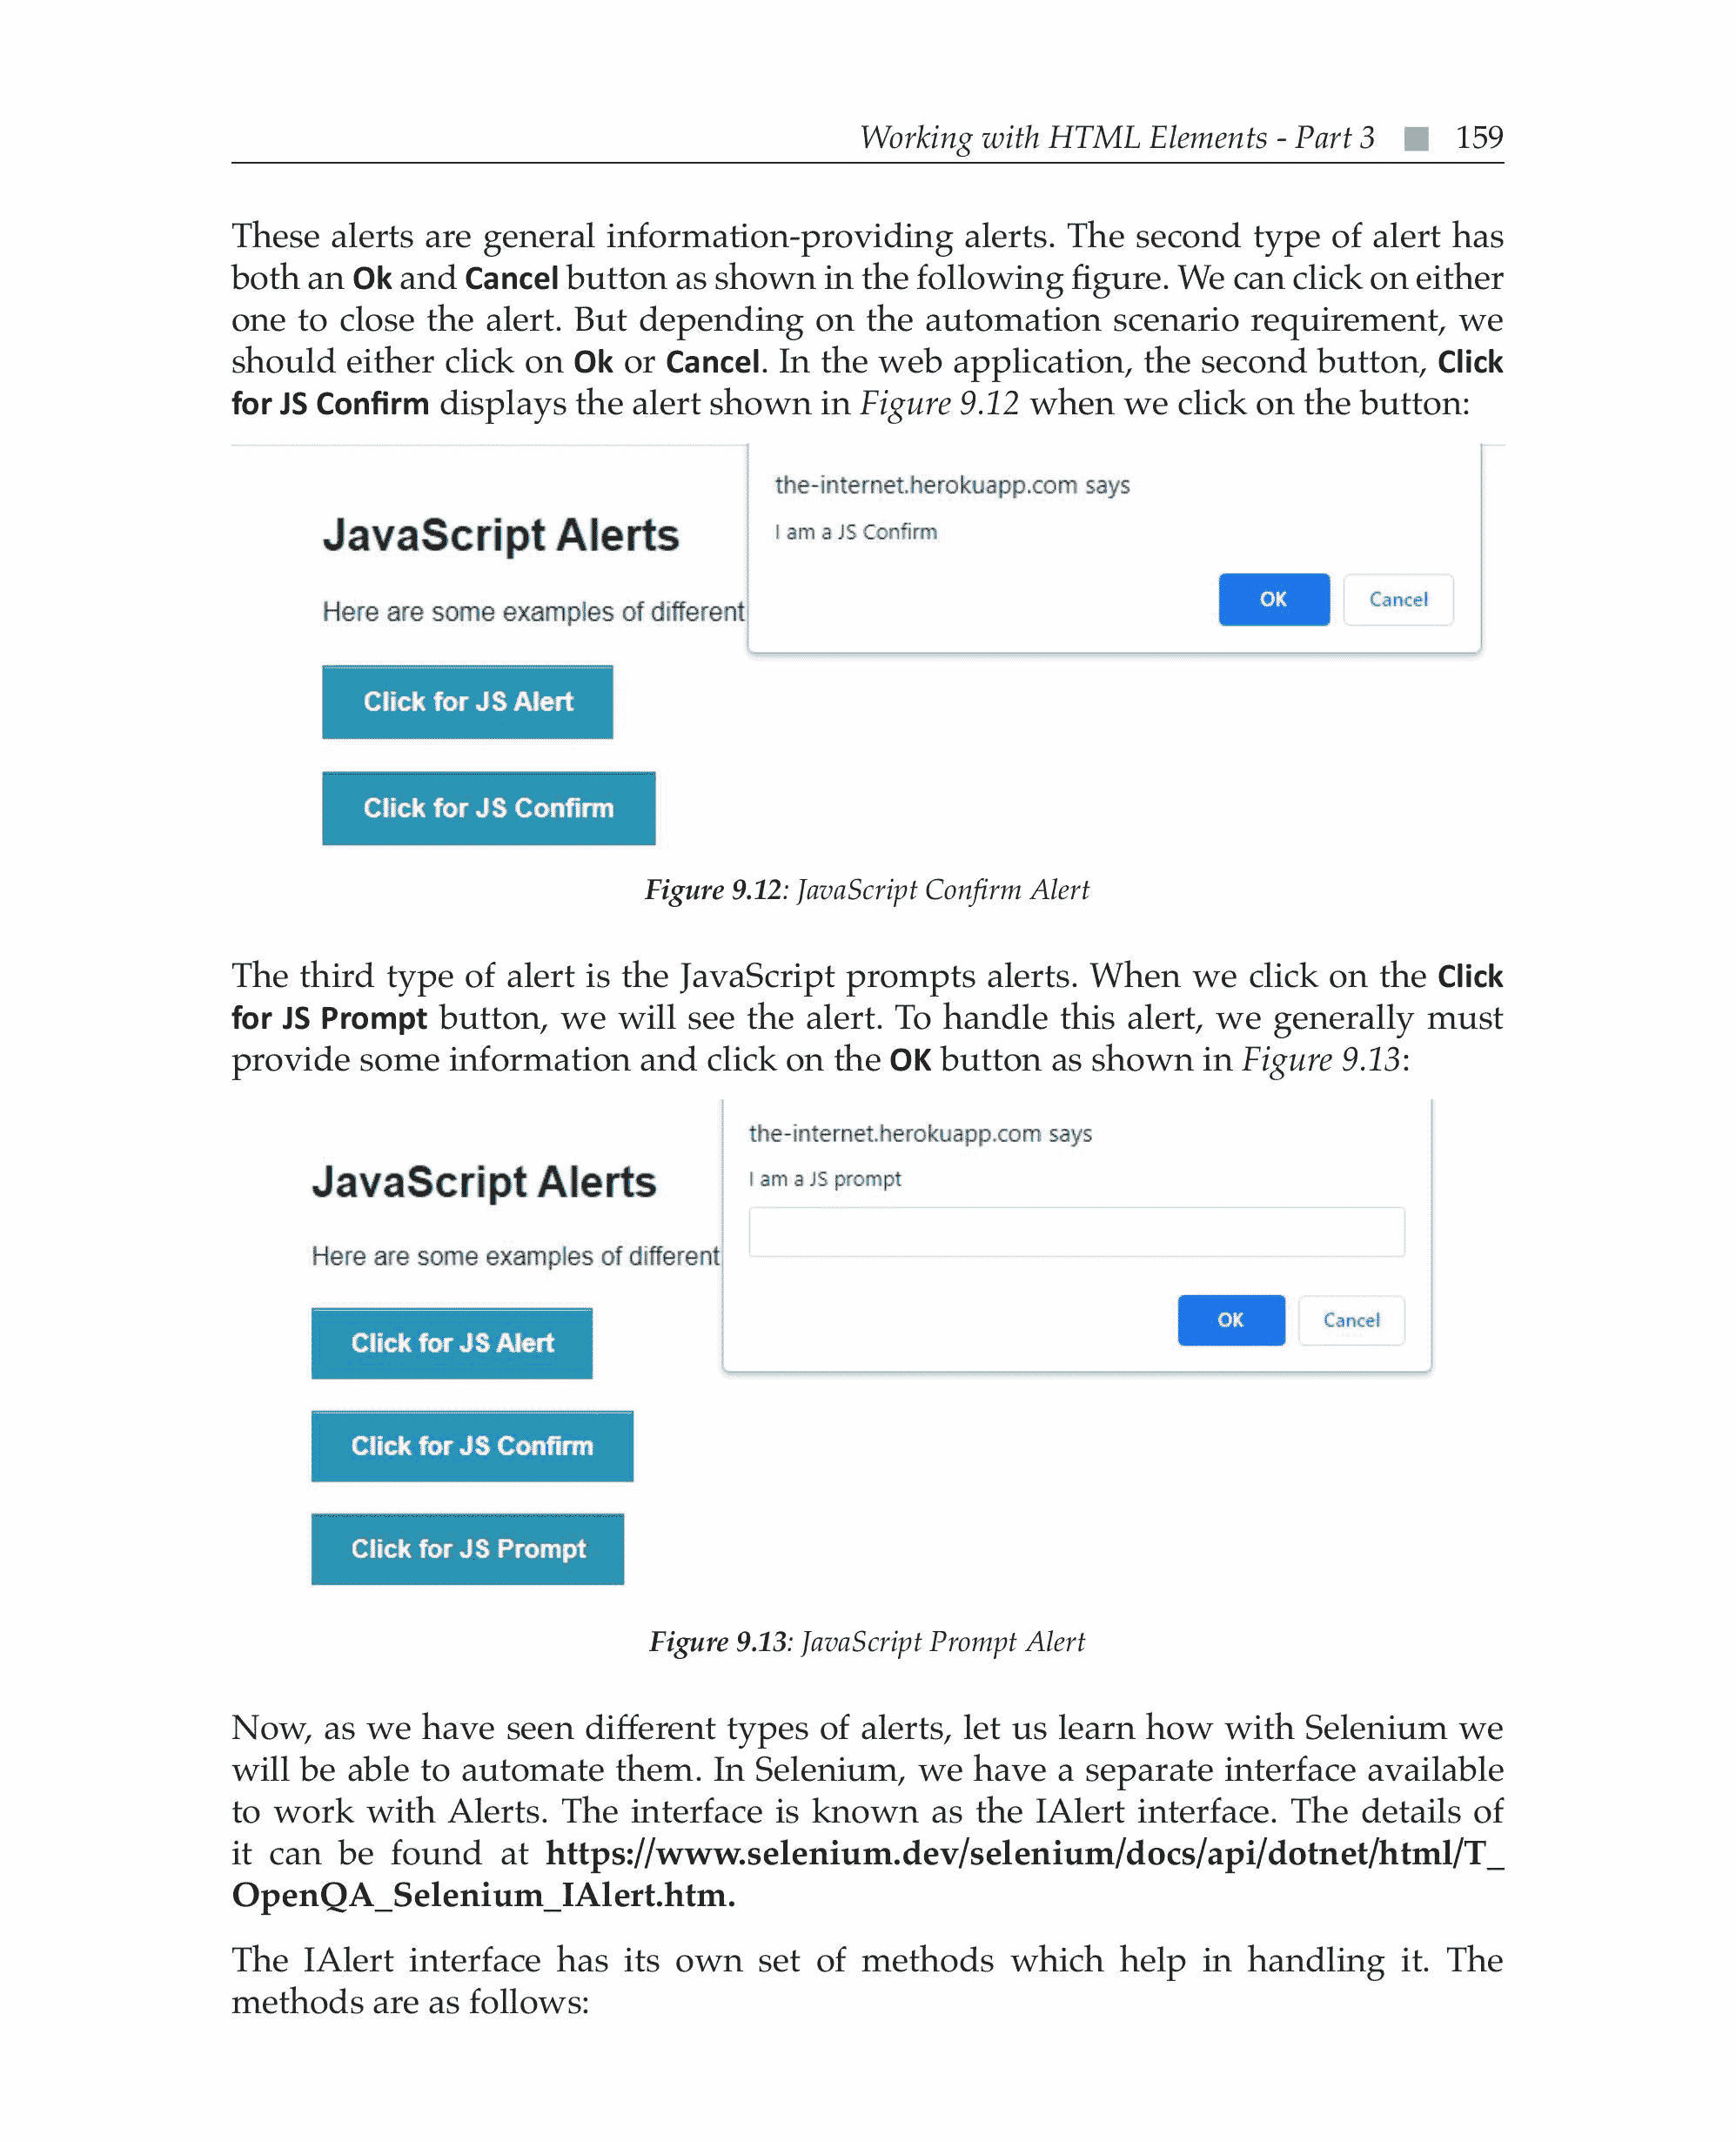 Working with HTML Elements - Part 3 ■ 159
These alerts are general information-providing alerts. The second type of alert has
both an Ok and Cancel button as shown in the following figure. We can click on either
one to close the alert. But depending on the automation scenario requirement, we
should either click on Ok or Cancel. In the web application, the second button, Click
for JS Confirm displays the alert shown in Figure 9.12 when we click on the button:
the-internet.herokuapp.com says
JavaScript Alerts
I am a JS Confirm
OK Cancel
Here are some examples of different
Click for JS Alert
Click for JS Confirm
Figure 9.12: JavaScript Confirm Alert
The third type of alert is the JavaScript prompts alerts. When we click on the Click
for JS Prompt button, we will see the alert. To handle this alert, we generally must
provide some information and click on the OK button as shown in Figure 9.13:
the-internet.herokuapp.com says
JavaScript Alerts
I am a JS prompt
Here are some examples of different
OK Cancel
Click for JS Alert
Click for JS Confirm
Click for JS Prompt
Figure 9.13: JavaScript Prompt Alert
Now, as we have seen different types of alerts, let us learn how with Selenium we
will be able to automate them. In Selenium, we have a separate interface available
to work with Alerts. The interface is known as the IAlert interface. The details of
it can be found at https://www.selenium.dev/selenium/docs/api/dotnet/html/T_
OpenQA_Selenium_IAlert.htm.
The IAlert interface has its own set of methods which help in handling it. The
methods are as follows: